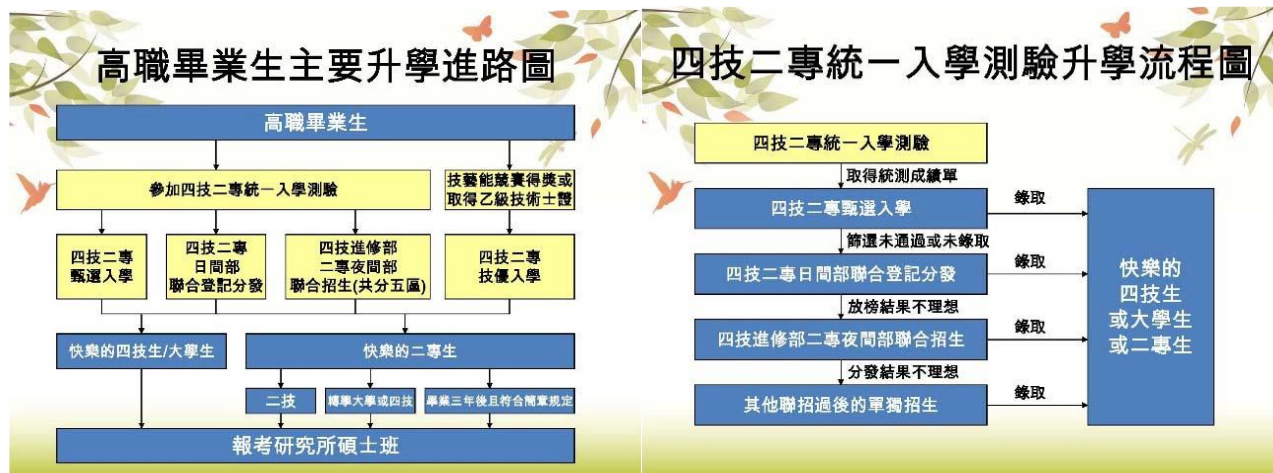 高職畢業生主要升學進路圖
高職畢業生
參加四技二專統一入學測驗
技藝能競賽得獎或
取得乙級技術士證
四技二專
甄選入學
四技二專
日間部
聯合登記分發
四技進修部
二專夜間部
聯合招生(共分五區)
四技二專
技優入學
快樂的四技生/大學生
快樂的二專生
二技
轉學大學或四技
畢業三年後且符合簡章規定
報考研究所碩士班
四技二專統一入學測驗升學流程圖
四技二專統一入學測驗
取得統測成績單
四技二專甄選入學
錄取
篩選未通過或未錄取
四技二專日間部聯合登記分發
錄取
放榜結果不理想
四技進修部二專夜間部聯合招生
錄取
分發結果不理想
其他聯招過後的單獨招生
錄取
快樂的
四技生
或大學生
或二專生